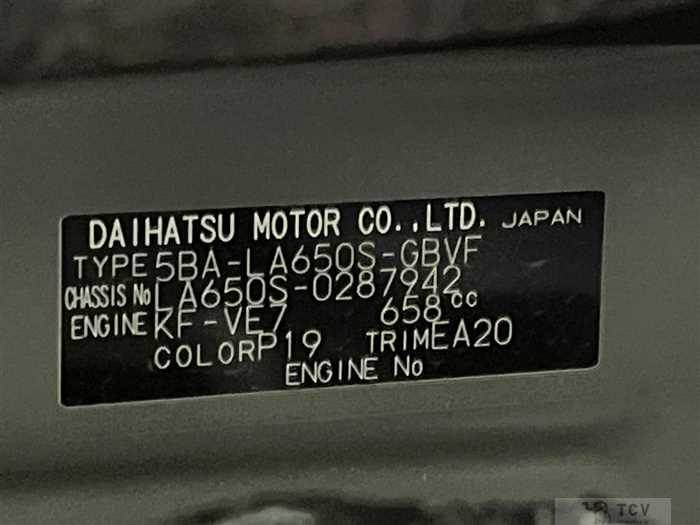 DAIHATSU MOTOR CO.,LTD. JAPAN
TYPE 5BA-LA650S-GBVF
CHASSIS No LA650S-0287942
ENGINE KF-VE7 658cc
COLOR P19 TRIM EA20
ENGINE No
TCV